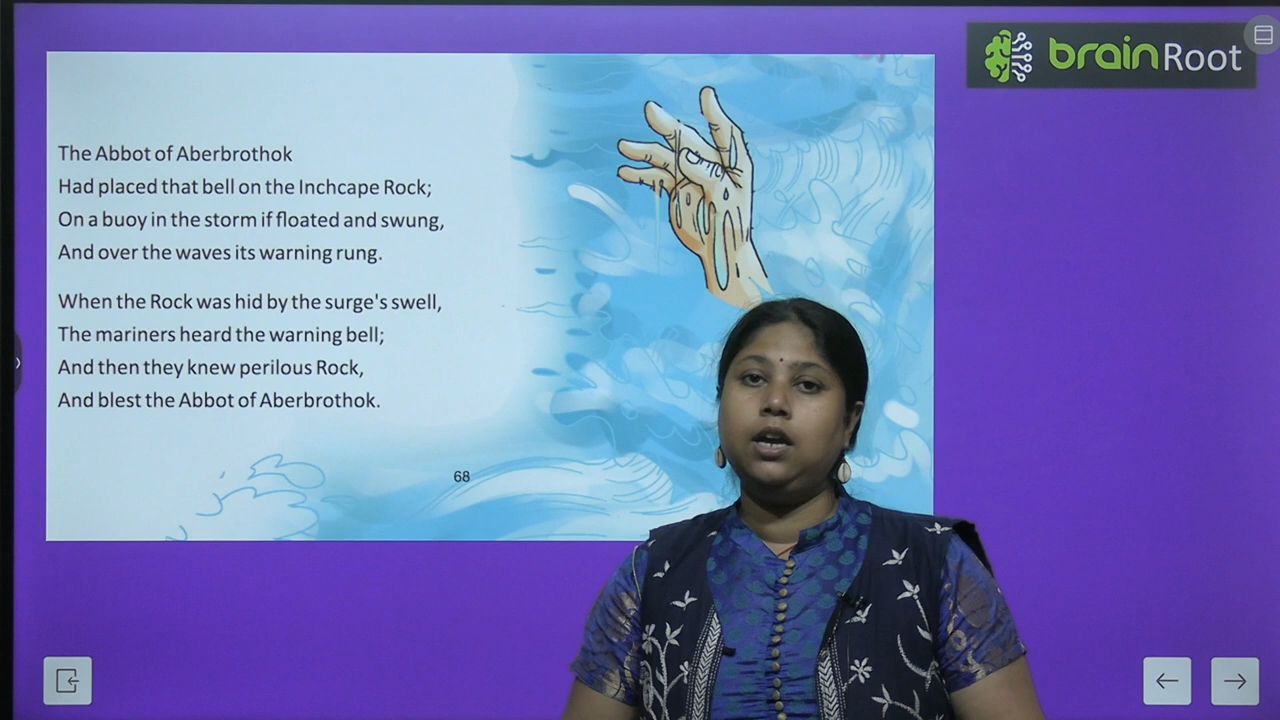 brainRoot
The Abbot of Aberbrothok
Had placed that bell on the Inchcape Rock;
On a buoy in the storm if floated and swung,
And over the waves its warning rung.
When the Rock was hid by the surge's swell,
The mariners heard the warning bell;
And then they knew perilous Rock,
And blest the Abbot of Aberbrothok.
68